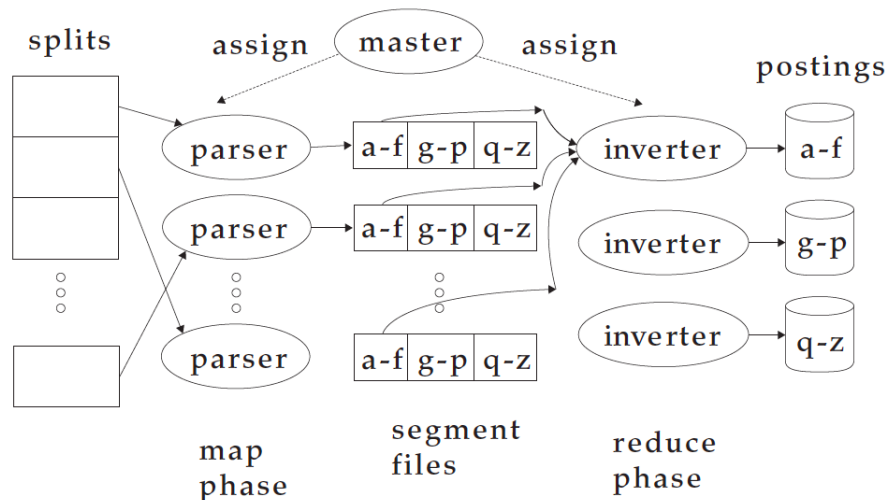 splits
assign
master
assign
postings
parser
a-f g-p q-z
inverter
a-f
parser
a-f g-p q-z
inverter
g-p
parser
a-f g-p q-z
inverter
q-z
map
phase
segment
files
reduce
phase